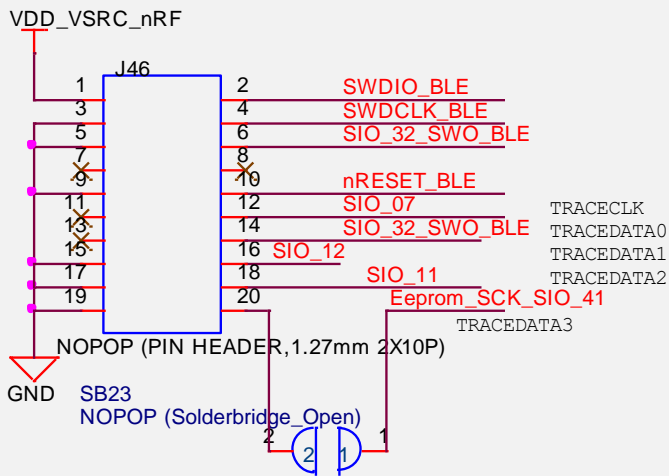 VDD_VSRC_nRF
J46
1 2 SWDIO_BLE
3 4 SWDCLK_BLE
5 6 SIO_32_SWO_BLE
7 8
9 10 nRESET_BLE
11 12 SIO_07 TRACECLK
13 14 SIO_32_SWO_BLE TRACEDATA0
15 16 SIO_12 TRACEDATA1
17 18 SIO_11 TRACEDATA2
19 20 Eeprom_SCK_SIO_41
TRACEDATA3
NOPOP (PIN HEADER,1.27mm 2X10P)
GND SB23
NOPOP (Solderbridge_Open)
2 1
2 1